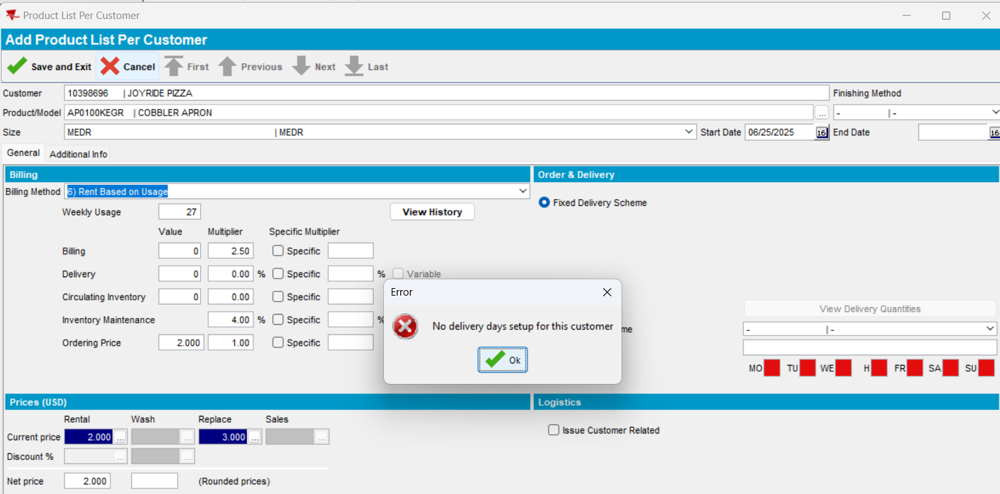 Product List Per Customer
Add Product List Per Customer
Save and Exit Cancel First Previous Next Last
Customer 10398696 | JOYRIDE PIZZA Finishing Method
Product/Model AP0100KEGR | COBBLER APRON ... - | -
Size MEDR | MEDR Start Date 06/25/2025 16 End Date 16
General Additional Info
Billing Order & Delivery
Billing Method 6) Rent Based on Usage
Fixed Delivery Scheme
Weekly Usage 27 View History
Value Multiplier Specific Multiplier
Billing 0 2.50 Specific
Delivery 0 0.00 % Specific % Variable
Error
Circulating Inventory 0 0.00 Specific
View Delivery Quantities
Inventory Maintenance 4.00 % Specific %
No delivery days setup for this customer
me - | -
Ordering Price 2.000 1.00 Specific
Ok
MO TU WE H FR SA SU
Prices (USD) Logistics
Rental Wash Replace Sales
Issue Customer Related
Current price 2.000 ... ... 3.000 ... ...
Discount % ... ...
Net price 2.000 (Rounded prices)